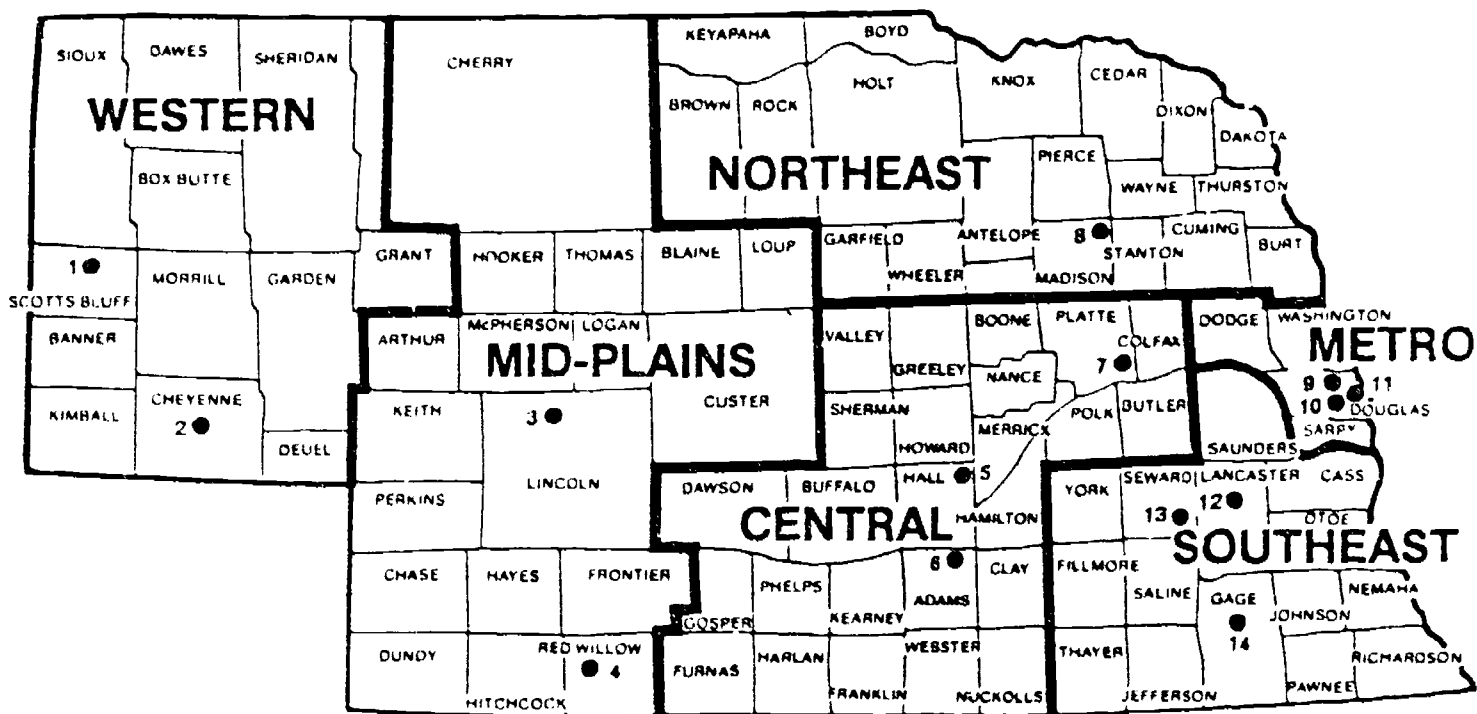 SIOUX
DAWES
SHERIDAN
CHERRY
KEYAPAHA
BOYD
WESTERN
BROWN
ROCK
HOLT
KNOX
CEDAR
DIXON
DAKOTA
NORTHEAST
BOX BUTTE
PIERCE
WAYNE
THURSTON
GRANT
HOOKER
THOMAS
BLAINE
LOUP
GARFIELD
WHEELER
ANTELOPE
8
MADISON
STANTON
CUMING
BURT
1
SCOTTS BLUFF
MORRILL
GARDEN
BANNER
ARTHUR
McPHERSON
LOGAN
MID-PLAINS
VALLEY
GREELEY
BOONE
PLATTE
COLFAX
7
NANCE
DODGE
WASHINGTON
METRO
9
11
10
DOUGLAS
SARPY
KIMBALL
CHEYENNE
2
DEUEL
KEITH
3
CUSTER
SHERMAN
HOWARD
MERRICK
POLK
BUTLER
SAUNDERS
PERKINS
LINCOLN
DAWSON
BUFFALO
HALL
5
CENTRAL
HAMILTON
YORK
SEWARD
LANCASTER
CASS
12
13
OTOE
SOUTHEAST
CHASE
HAYES
FRONTIER
GOSPER
PHELPS
KEARNEY
6
ADAMS
CLAY
FILLMORE
SALINE
GAGE
14
JOHNSON
NEMAHA
DUNDY
HITCHCOCK
RED WILLOW
4
FURNAS
HARLAN
FRANKLIN
WEBSTER
NUCKOLLS
THAYER
JEFFERSON
PAWNEE
RICHARDSON